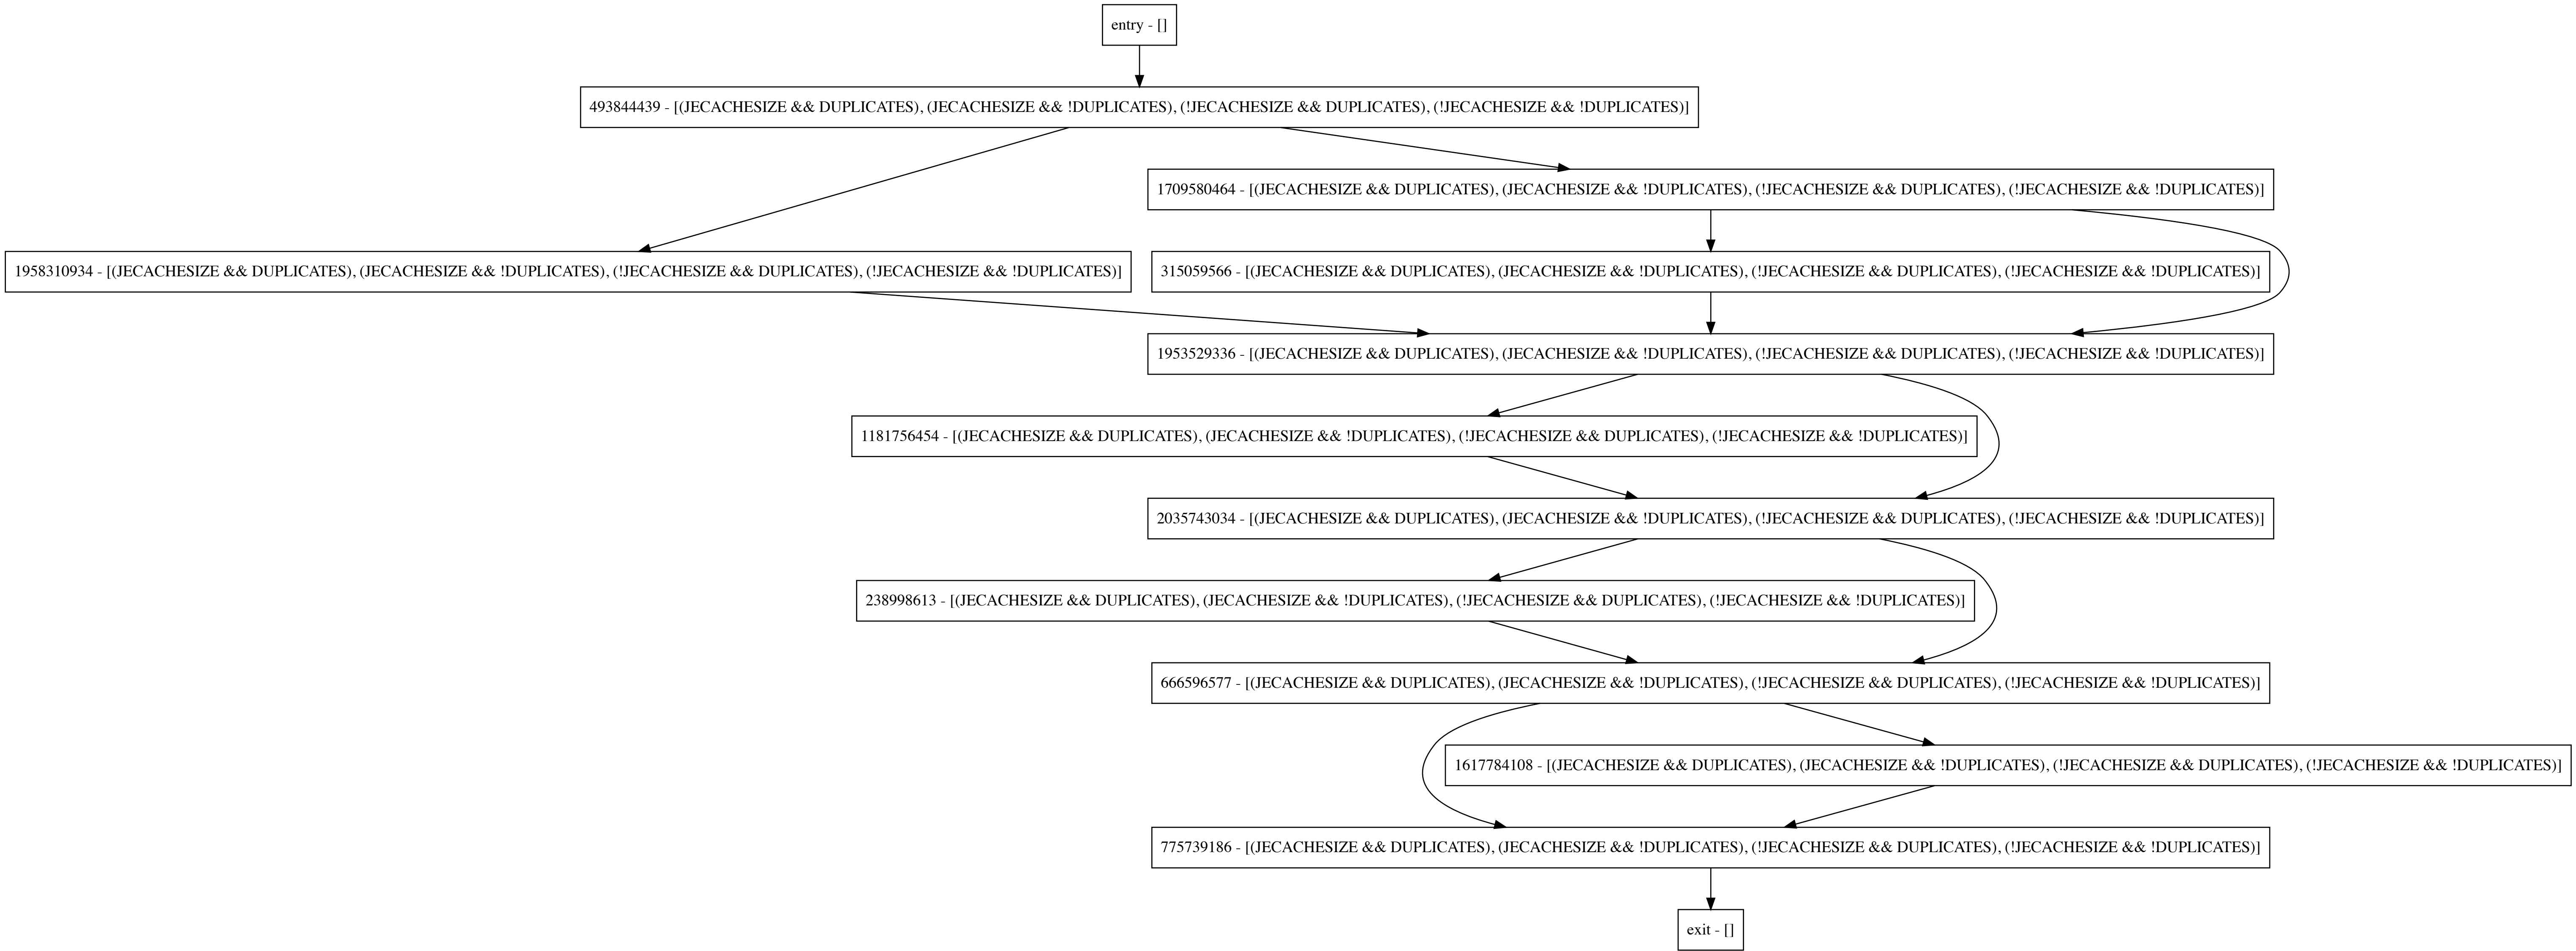 entry - []
493844439 - [(JECACHESIZE && DUPLICATES), (JECACHESIZE && !DUPLICATES), (!JECACHESIZE && DUPLICATES), (!JECACHESIZE && !DUPLICATES)]
1709580464 - [(JECACHESIZE && DUPLICATES), (JECACHESIZE && !DUPLICATES), (!JECACHESIZE && DUPLICATES), (!JECACHESIZE && !DUPLICATES)]
1958310934 - [(JECACHESIZE && DUPLICATES), (JECACHESIZE && !DUPLICATES), (!JECACHESIZE && DUPLICATES), (!JECACHESIZE && !DUPLICATES)]
315059566 - [(JECACHESIZE && DUPLICATES), (JECACHESIZE && !DUPLICATES), (!JECACHESIZE && DUPLICATES), (!JECACHESIZE && !DUPLICATES)]
1953529336 - [(JECACHESIZE && DUPLICATES), (JECACHESIZE && !DUPLICATES), (!JECACHESIZE && DUPLICATES), (!JECACHESIZE && !DUPLICATES)]
1181756454 - [(JECACHESIZE && DUPLICATES), (JECACHESIZE && !DUPLICATES), (!JECACHESIZE && DUPLICATES), (!JECACHESIZE && !DUPLICATES)]
2035743034 - [(JECACHESIZE && DUPLICATES), (JECACHESIZE && !DUPLICATES), (!JECACHESIZE && DUPLICATES), (!JECACHESIZE && !DUPLICATES)]
238998613 - [(JECACHESIZE && DUPLICATES), (JECACHESIZE && !DUPLICATES), (!JECACHESIZE && DUPLICATES), (!JECACHESIZE && !DUPLICATES)]
666596577 - [(JECACHESIZE && DUPLICATES), (JECACHESIZE && !DUPLICATES), (!JECACHESIZE && DUPLICATES), (!JECACHESIZE && !DUPLICATES)]
1617784108 - [(JECACHESIZE && DUPLICATES), (JECACHESIZE && !DUPLICATES), (!JECACHESIZE && DUPLICATES), (!JECACHESIZE && !DUPLICATES)]
775739186 - [(JECACHESIZE && DUPLICATES), (JECACHESIZE && !DUPLICATES), (!JECACHESIZE && DUPLICATES), (!JECACHESIZE && !DUPLICATES)]
exit - []